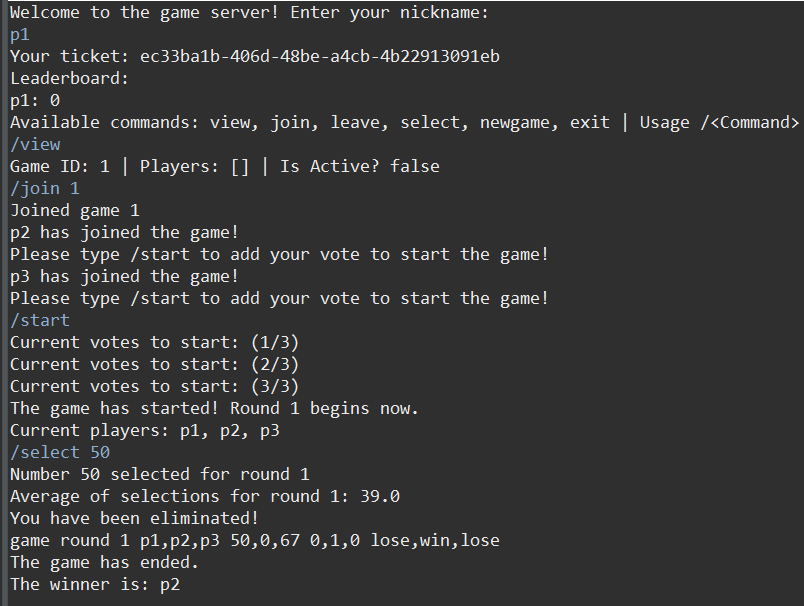 Welcome to the game server! Enter your nickname:
p1
Your ticket: ec33ba1b-406d-48be-a4cb-4b22913091eb
Leaderboard:
p1: 0
Available commands: view, join, leave, select, newgame, exit | Usage /<Command>
/view
Game ID: 1 | Players: [] | Is Active? false
/join 1
Joined game 1
p2 has joined the game!
Please type /start to add your vote to start the game!
p3 has joined the game!
Please type /start to add your vote to start the game!
/start
Current votes to start: (1/3)
Current votes to start: (2/3)
Current votes to start: (3/3)
The game has started! Round 1 begins now.
Current players: p1, p2, p3
/select 50
Number 50 selected for round 1
Average of selections for round 1: 39.0
You have been eliminated!
game round 1 p1,p2,p3 50,0,67 0,1,0 lose,win,lose
The game has ended.
The winner is: p2